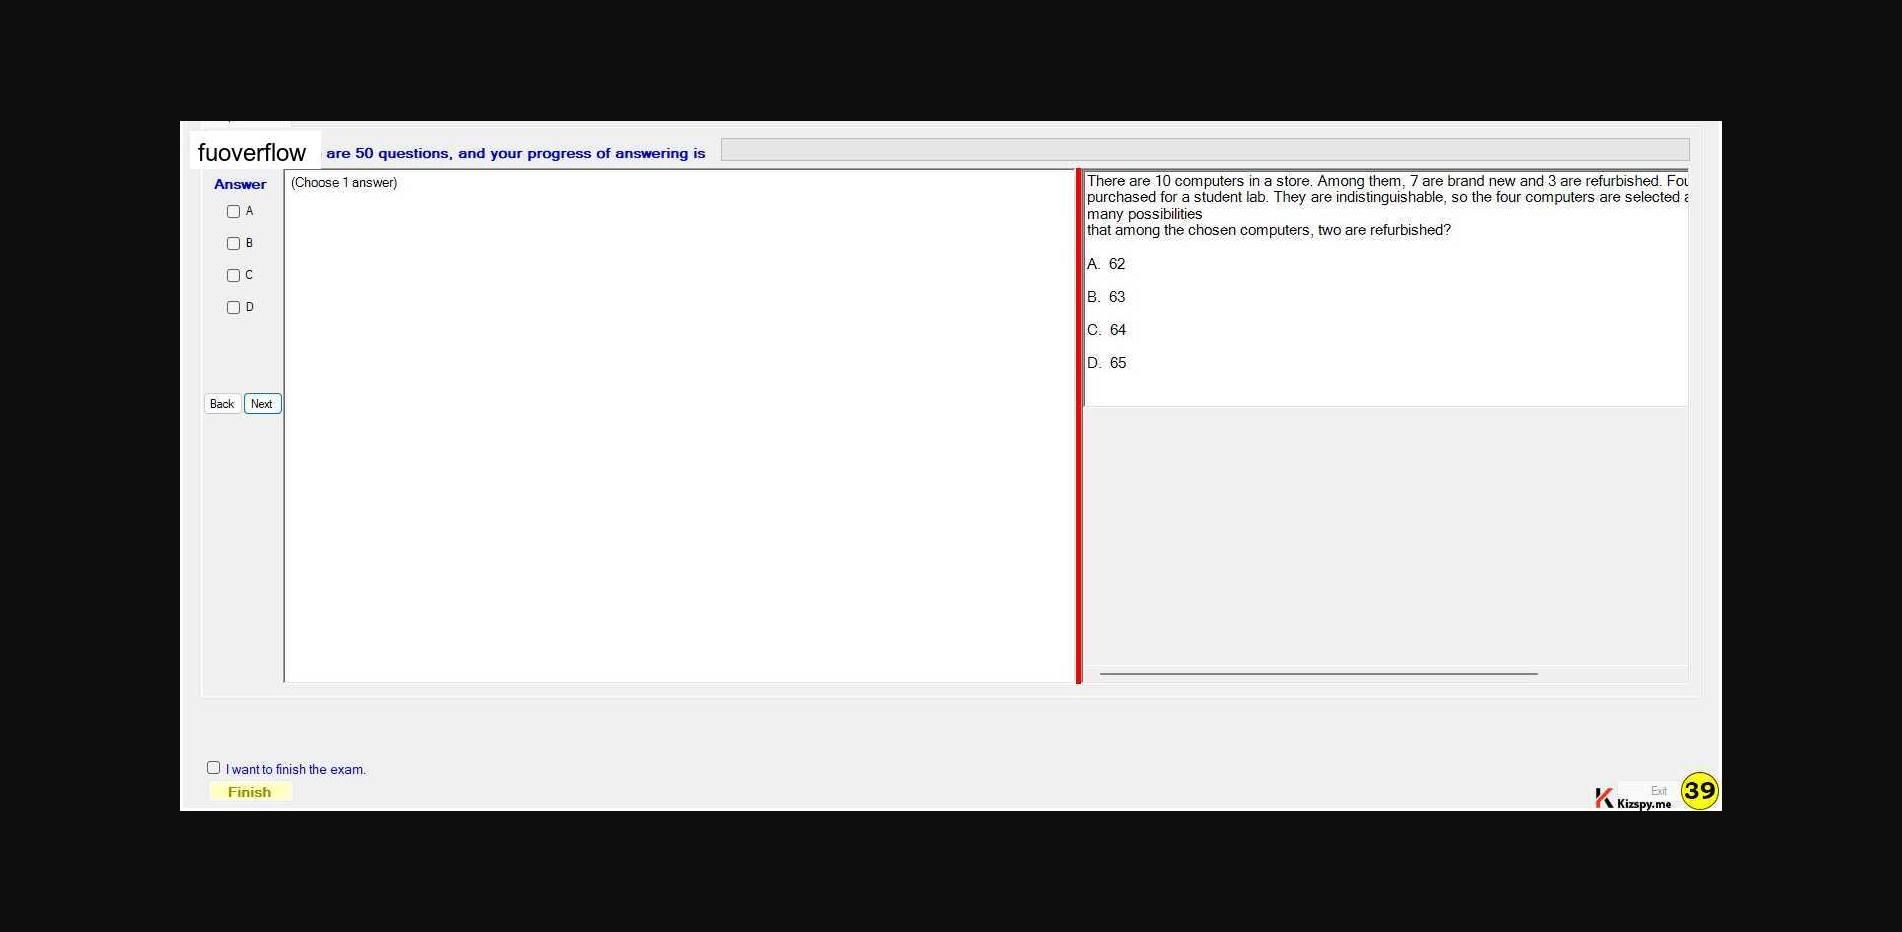 fuoverflow are 50 questions, and your progress of answering is
Answer
A
B
C
D
Back Next
(Choose 1 answer)
There are 10 computers in a store. Among them, 7 are brand new and 3 are refurbished.
purchased for a student lab. They are indistinguishable, so the four computers are selected
many possibilities
that among the chosen computers, two are refurbished?
A. 62
B. 63
C. 64
D. 65
I want to finish the exam.
Finish
Exit
Kizspy.me
39